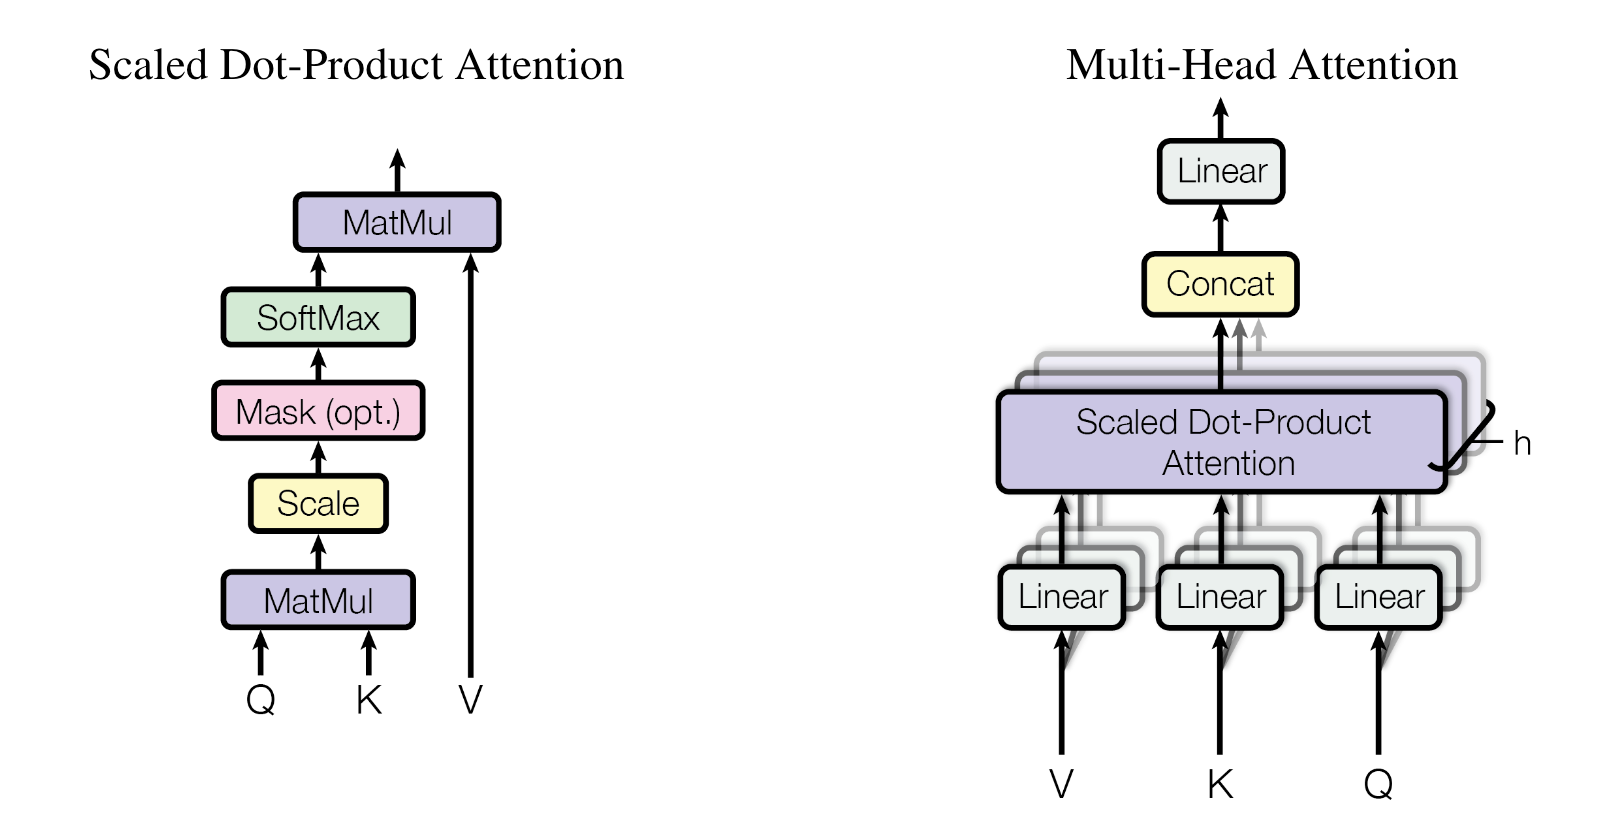 Scaled Dot-Product Attention
MatMul
SoftMax
Mask (opt.)
Scale
MatMul
Q K V
Multi-Head Attention
Linear
Concat
Scaled Dot-Product
Attention
h
Linear Linear Linear
V K Q